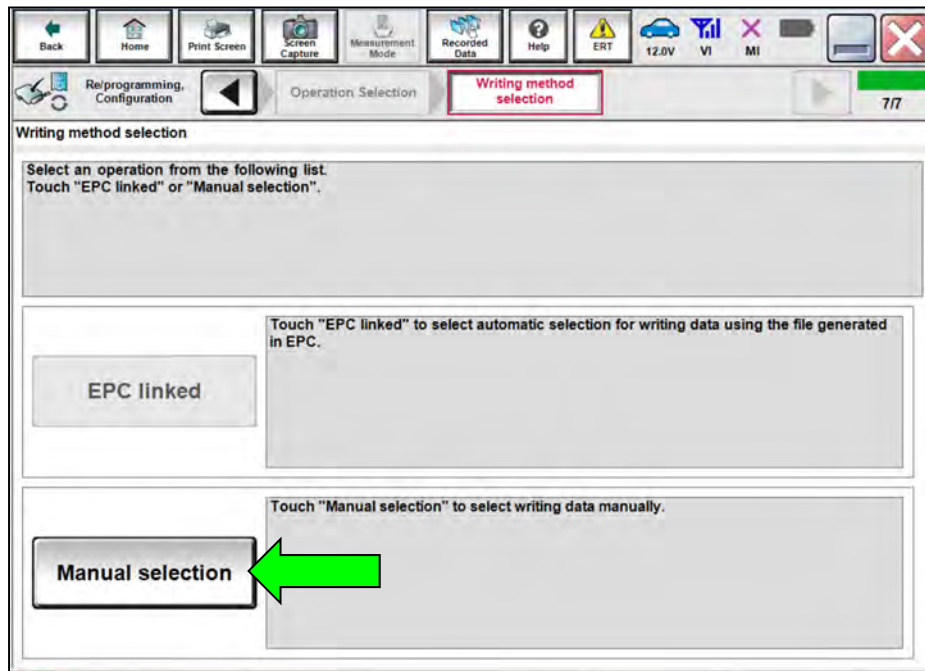 Back
Home
Print Screen
Screen
Capture
Measurement
Mode
Recorded
Data
Help
ERT
12.0V
VI
MI
Re/programming,
Configuration
Operation Selection
Writing method
selection
7/7
Writing method selection
Select an operation from the following list.
Touch "EPC linked" or "Manual selection".
EPC linked
Touch "EPC linked" to select automatic selection for writing data using the file generated
in EPC.
Manual selection
Touch "Manual selection" to select writing data manually.